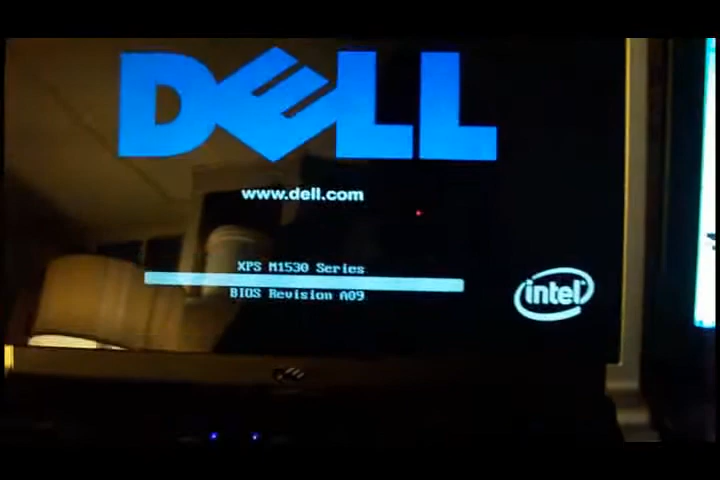 DELL
www.dell.com
XPS M1530 Series
BIOS Revision A09
intel